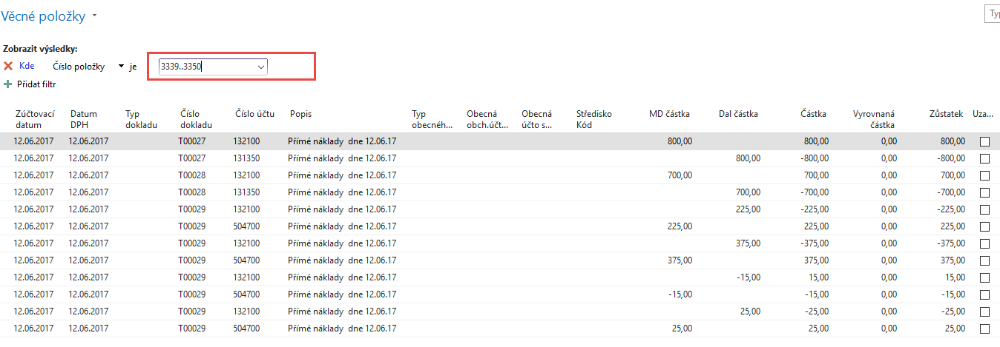 Věcné položky
Typ
Zobrazit výsledky:
Kde Číslo položky je 3339..3350
Přidat filtr
Zúčtovací datum Datum DPH Typ dokladu Číslo dokladu Číslo účtu Popis Typ obecnéh... Obecná obch.účt... Obecná účto s... Středisko Kód MD částka Dal částka Částka Vyrovnaná částka Zůstatek Uza...
12.06.2017 12.06.2017 T00027 132100 Přímé náklady dne 12.06.17 800,00 800,00 0,00 800,00
12.06.2017 12.06.2017 T00027 131350 Přímé náklady dne 12.06.17 800,00 -800,00 0,00 -800,00
12.06.2017 12.06.2017 T00028 132100 Přímé náklady dne 12.06.17 700,00 700,00 0,00 700,00
12.06.2017 12.06.2017 T00028 131350 Přímé náklady dne 12.06.17 700,00 -700,00 0,00 -700,00
12.06.2017 12.06.2017 T00029 132100 Přímé náklady dne 12.06.17 225,00 -225,00 0,00 -225,00
12.06.2017 12.06.2017 T00029 504700 Přímé náklady dne 12.06.17 225,00 225,00 0,00 225,00
12.06.2017 12.06.2017 T00029 132100 Přímé náklady dne 12.06.17 375,00 -375,00 0,00 -375,00
12.06.2017 12.06.2017 T00029 504700 Přímé náklady dne 12.06.17 375,00 375,00 0,00 375,00
12.06.2017 12.06.2017 T00029 132100 Přímé náklady dne 12.06.17 -15,00 15,00 0,00 15,00
12.06.2017 12.06.2017 T00029 504700 Přímé náklady dne 12.06.17 -15,00 -15,00 0,00 -15,00
12.06.2017 12.06.2017 T00029 132100 Přímé náklady dne 12.06.17 25,00 -25,00 0,00 -25,00
12.06.2017 12.06.2017 T00029 504700 Přímé náklady dne 12.06.17 25,00 25,00 0,00 25,00